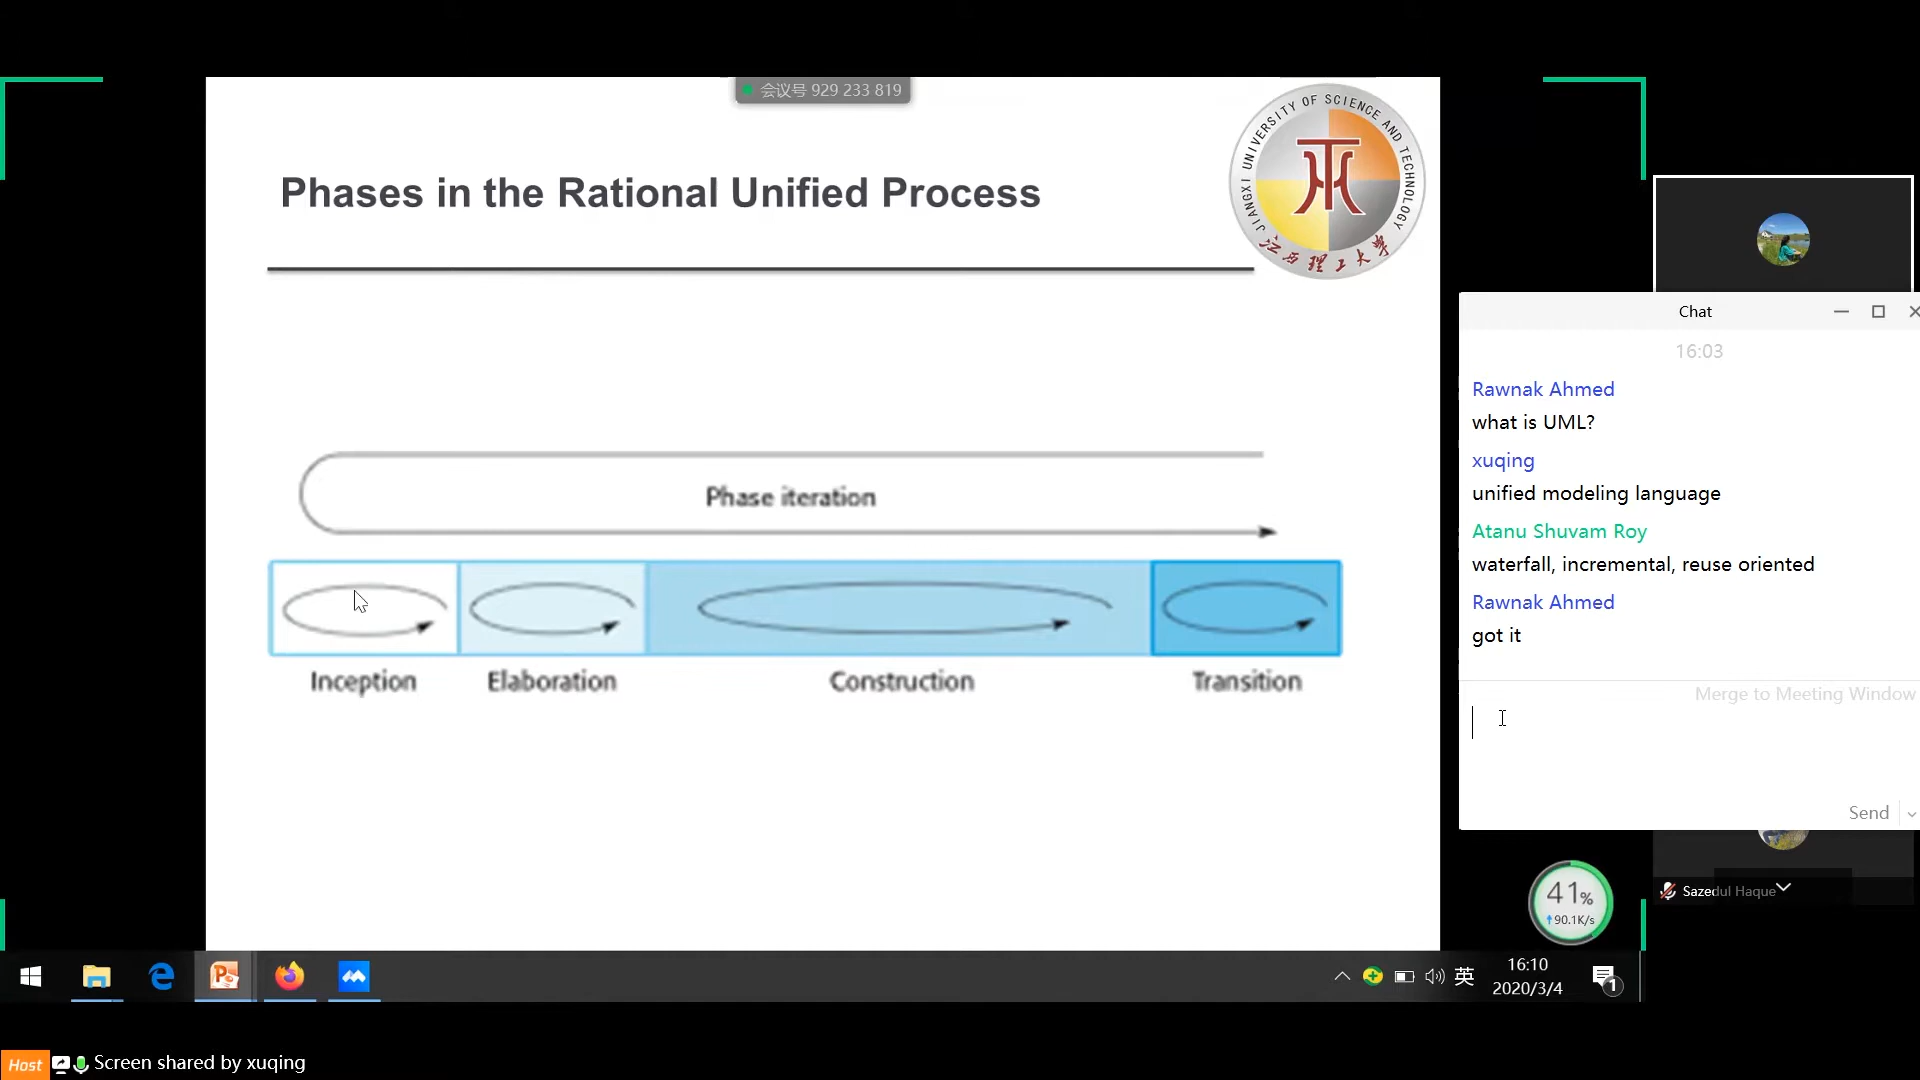 会议号 929 233 819
Phases in the Rational Unified Process
JIANGXI UNIVERSITY OF SCIENCE AND TECHNOLOGY
江西理工大学
Phase iteration
Inception
Elaboration
Construction
Transition
Chat
16:03
Rawnak Ahmed
what is UML?
xuqing
unified modeling language
Atanu Shuvam Roy
waterfall, incremental, reuse oriented
Rawnak Ahmed
got it
Merge to Meeting Window
Send
41%
90.1K/s
Sazedul Haque
英
16:10
2020/3/4
1
Host
Screen shared by xuqing